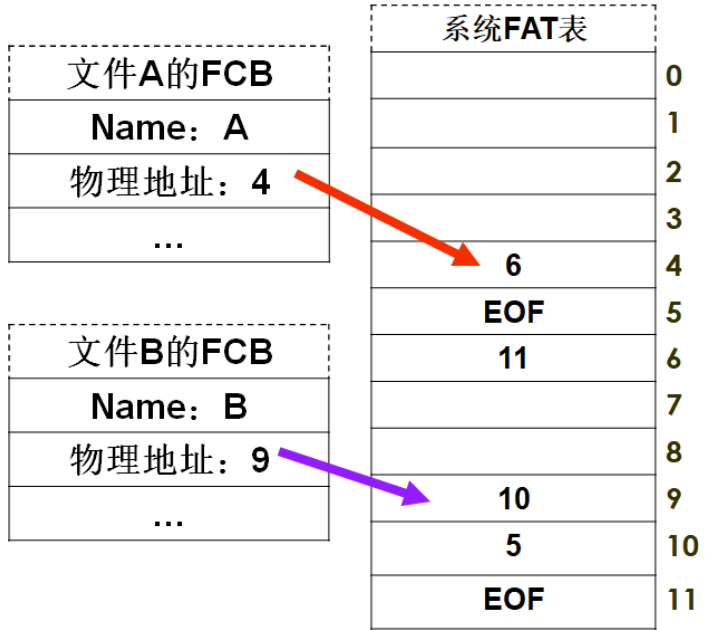 文件A的FCB
Name：A
物理地址：4
...
文件B的FCB
Name：B
物理地址：9
...
系统FAT表
0
1
2
3
6 4
EOF 5
11 6
7
8
10 9
5 10
EOF 11